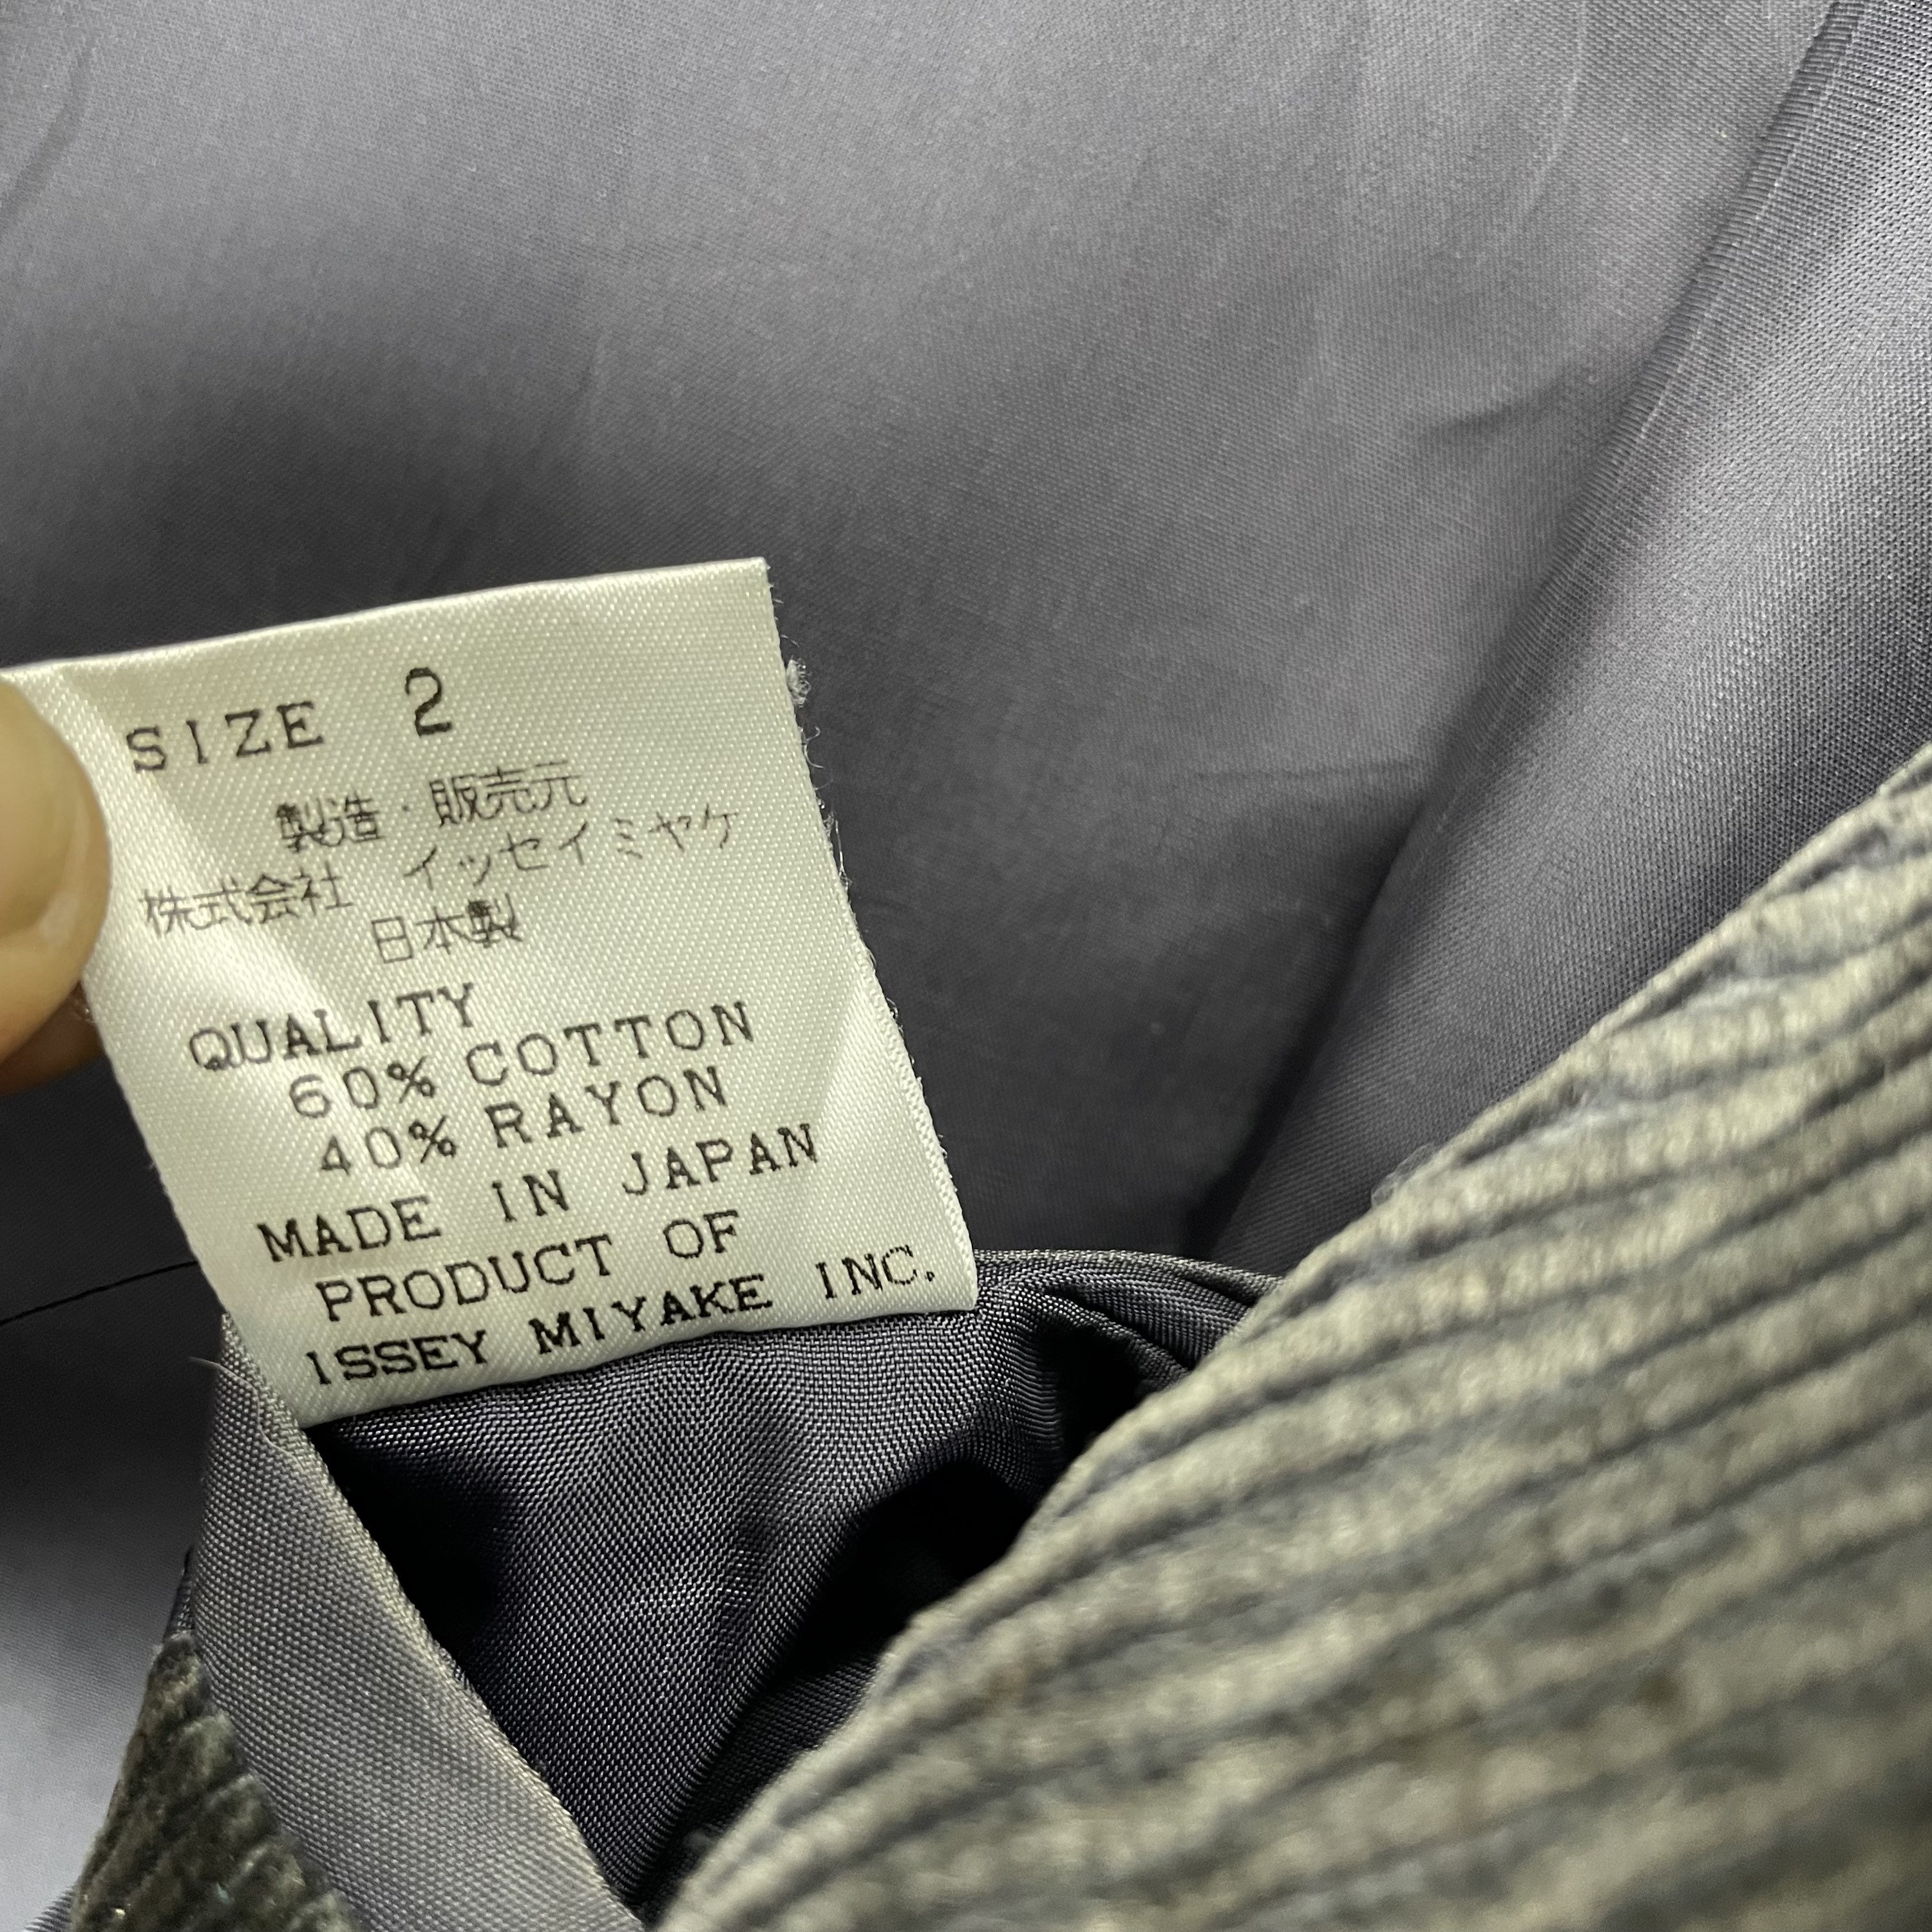 SIZE 2
製造・販売元
株式会社 イッセイミヤケ
日本製
QUALITY
60% COTTON
40% RAYON
MADE IN JAPAN
PRODUCT OF
ISSEY MIYAKE INC.